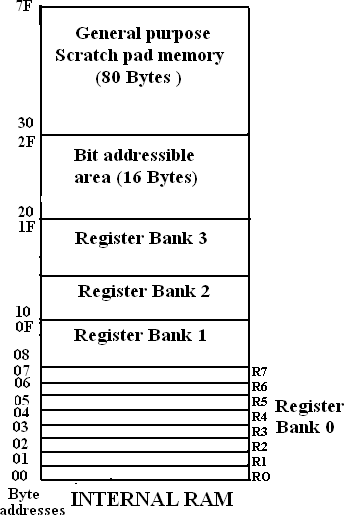 7F
General purpose
Scratch pad memory
(80 Bytes )
30
2F
Bit addressible
area (16 Bytes)
20
1F
Register Bank 3
Register Bank 2
10
0F
Register Bank 1
08
07
R7
06
R6
05
R5
04
R4
03
R3
02
R2
01
R1
00
R0
Register
Bank 0
Byte
addresses
INTERNAL RAM